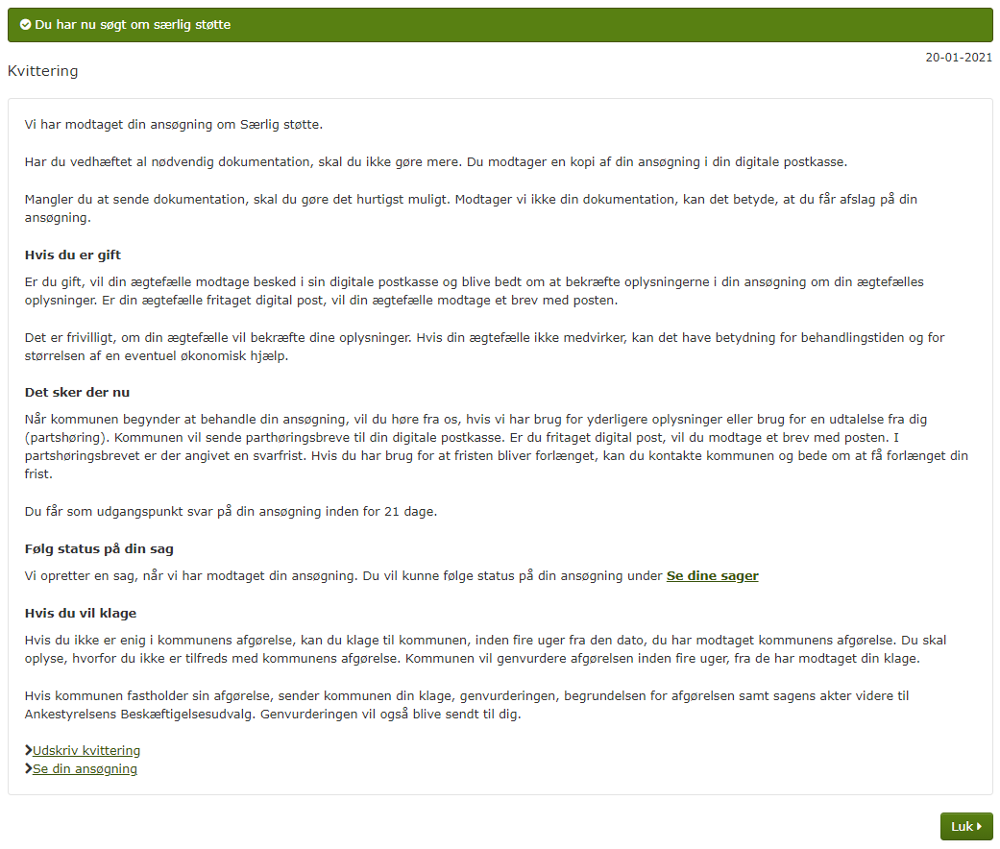 Du har nu søgt om særlig støtte
20-01-2021
Kvittering
Vi har modtaget din ansøgning om Særlig støtte.
Har du vedhæftet al nødvendig dokumentation, skal du ikke gøre mere. Du modtager en kopi af din ansøgning i din digitale postkasse.
Mangler du at sende dokumentation, skal du gøre det hurtigst muligt. Modtager vi ikke din dokumentation, kan det betyde, at du får afslag på din
ansøgning.
Hvis du er gift
Er du gift, vil din ægtefælle modtage besked i sin digitale postkasse og blive bedt om at bekræfte oplysningerne i din ansøgning om din ægtefælles
oplysninger. Er din ægtefælle fritaget digital post, vil din ægtefælle modtage et brev med posten.
Det er frivilligt, om din ægtefælle vil bekræfte dine oplysninger. Hvis din ægtefælle ikke medvirker, kan det have betydning for behandlingstiden og for
størrelsen af en eventuel økonomisk hjælp.
Det sker der nu
Når kommunen begynder at behandle din ansøgning, vil du høre fra os, hvis vi har brug for yderligere oplysninger eller brug for en udtalelse fra dig
(partshøring). Kommunen vil sende parthøringsbreve til din digitale postkasse. Er du fritaget digital post, vil du modtage et brev med posten. I
partshøringsbrevet er der angivet en svarfrist. Hvis du har brug for at fristen bliver forlænget, kan du kontakte kommunen og bede om at få forlænget din
frist.
Du får som udgangspunkt svar på din ansøgning inden for 21 dage.
Følg status på din sag
Vi opretter en sag, når vi har modtaget din ansøgning. Du vil kunne følge status på din ansøgning under Se dine sager
Hvis du vil klage
Hvis du ikke er enig i kommunens afgørelse, kan du klage til kommunen, inden fire uger fra den dato, du har modtaget kommunens afgørelse. Du skal
oplyse, hvorfor du ikke er tilfreds med kommunens afgørelse. Kommunen vil genvurdere afgørelsen inden fire uger, fra de har modtaget din klage.
Hvis kommunen fastholder sin afgørelse, sender kommunen din klage, genvurderingen, begrundelsen for afgørelsen samt sagens akter videre til
Ankestyrelsens Beskæftigelsesudvalg. Genvurderingen vil også blive sendt til dig.
Udskriv kvittering
Se din ansøgning
Luk